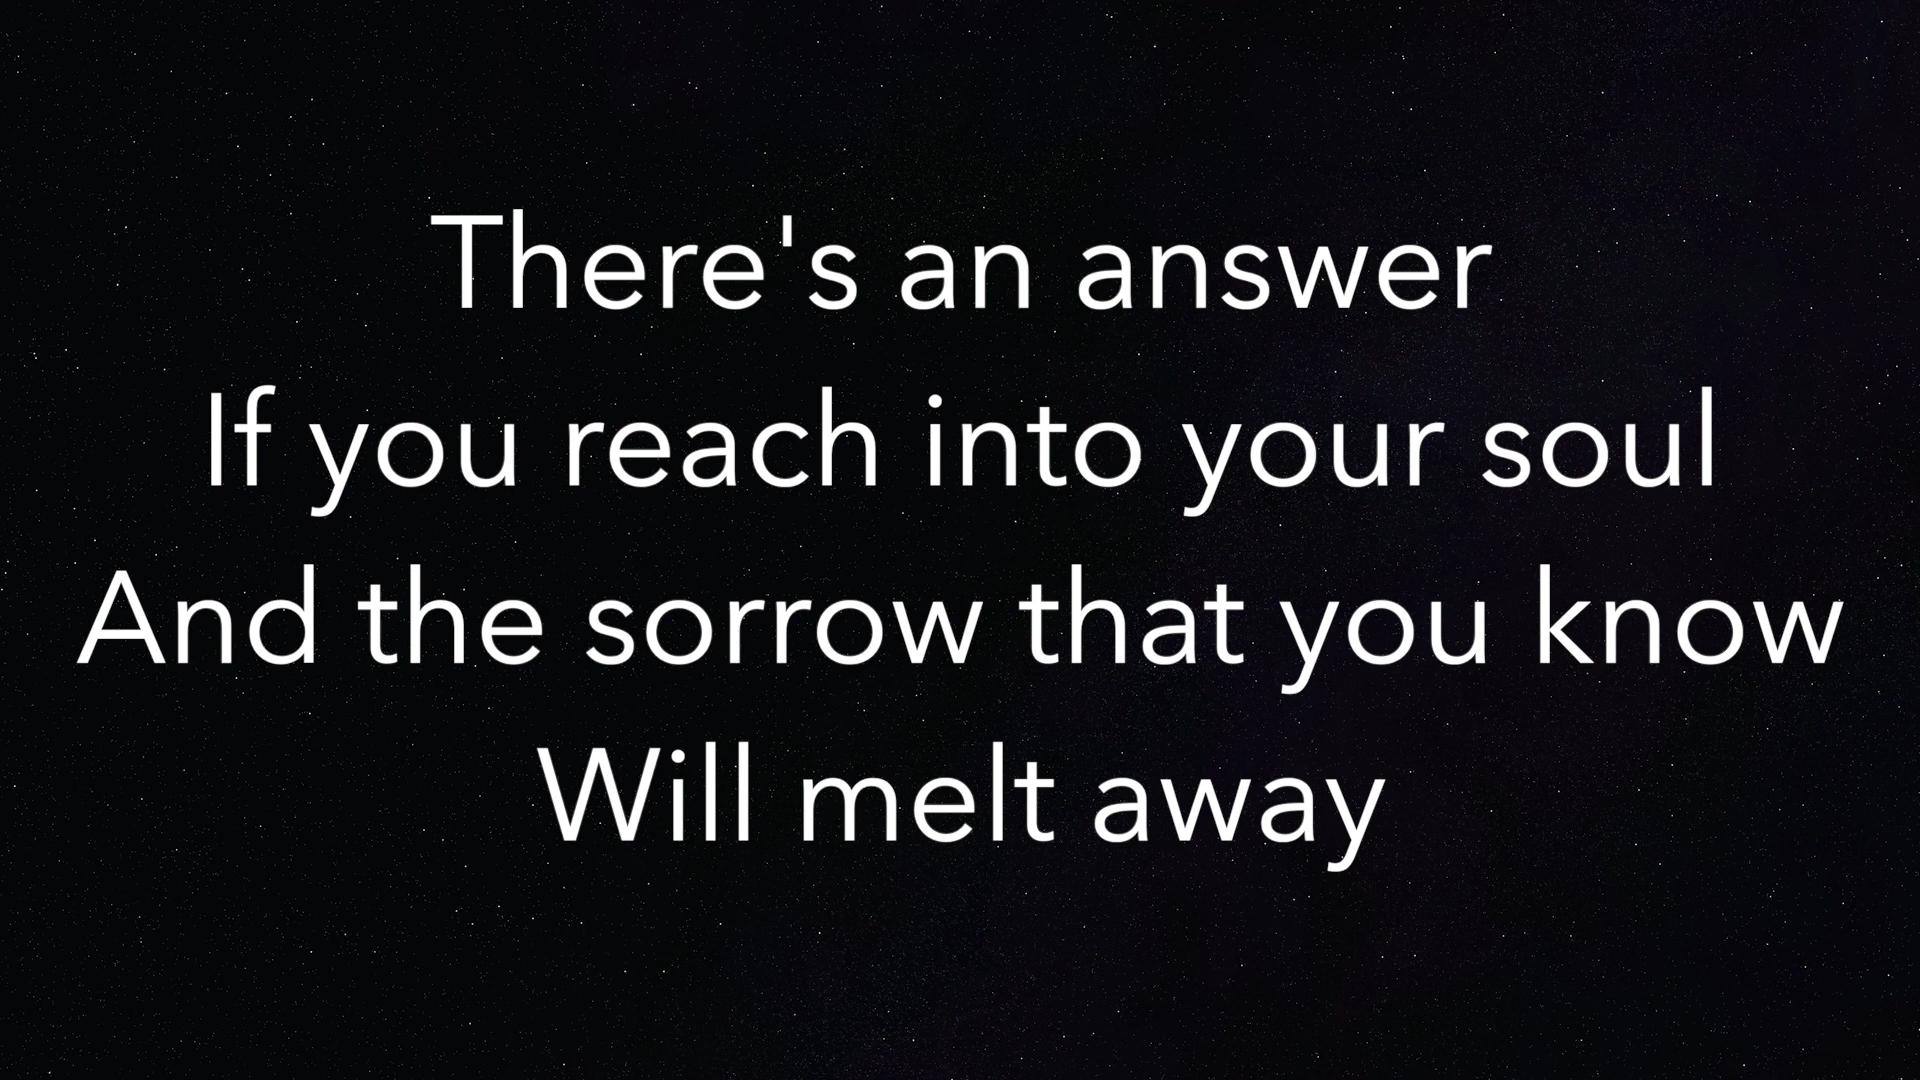 There's an answer
If you reach into your soul
And the sorrow that you know
Will melt away